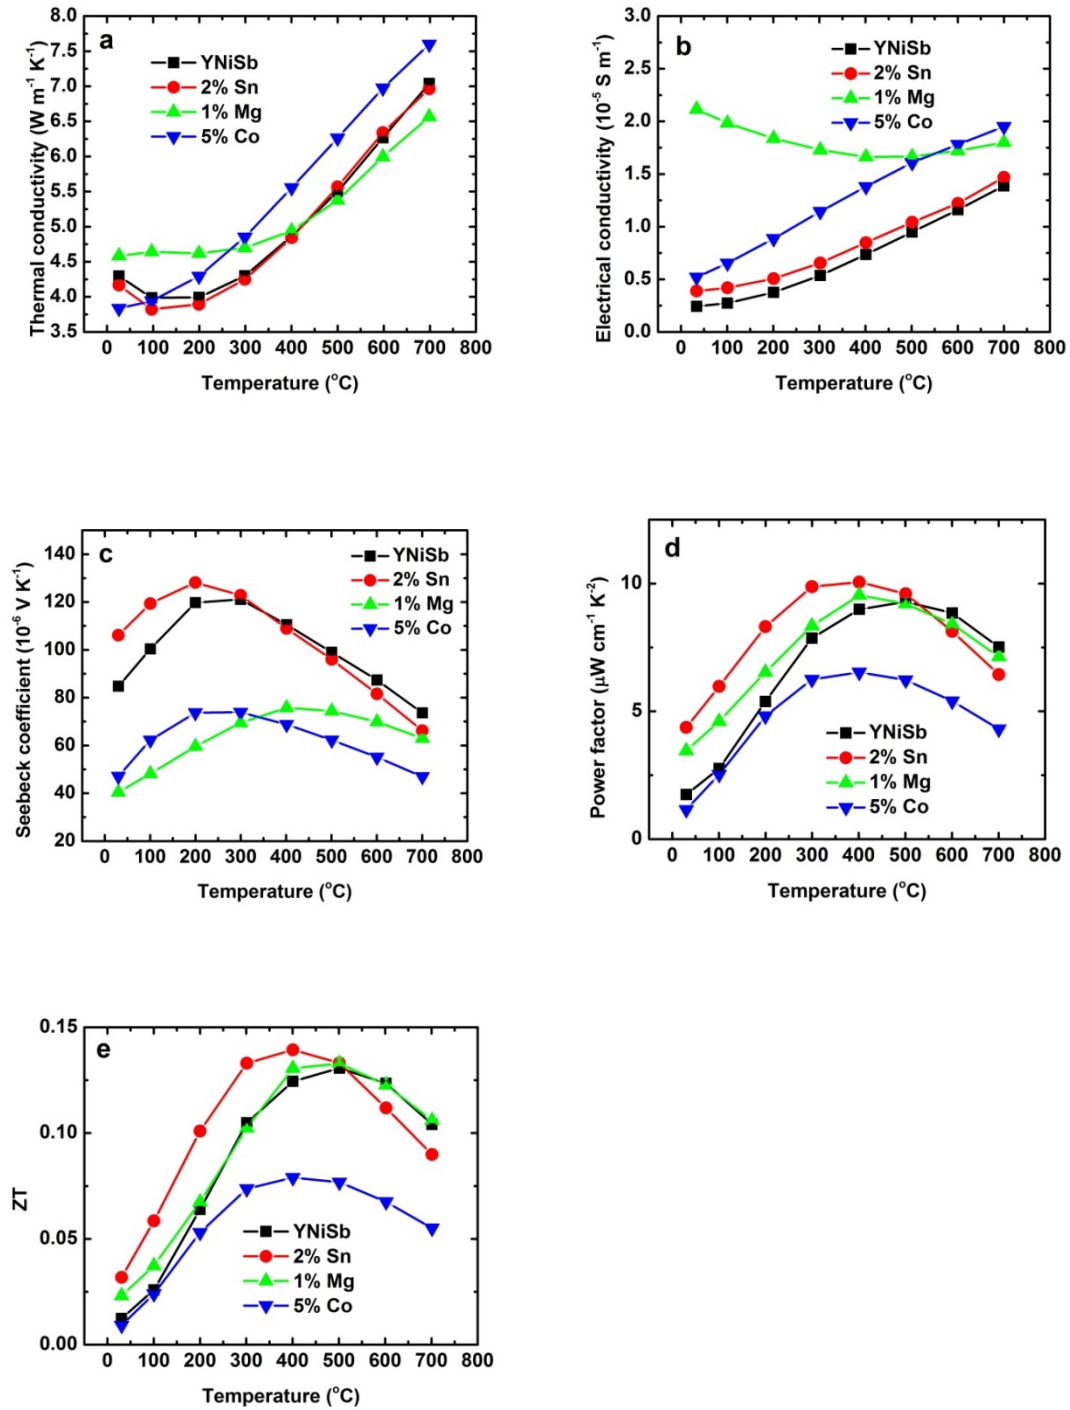 a
YNiSb
2% Sn
1% Mg
5% Co
8.0
7.5
7.0
6.5
6.0
5.5
5.0
4.5
4.0
3.5
Thermal conductivity (W m⁻¹ K⁻¹)
0 100 200 300 400 500 600 700 800
Temperature (°C)
b
YNiSb
2% Sn
1% Mg
5% Co
3.0
2.5
2.0
1.5
1.0
0.5
0.0
Electrical conductivity (10⁻⁵ S m⁻¹)
0 100 200 300 400 500 600 700 800
Temperature (°C)
c
YNiSb
2% Sn
1% Mg
5% Co
140
120
100
80
60
40
20
Seebeck coefficient (10⁻⁶ V K⁻¹)
0 100 200 300 400 500 600 700 800
Temperature (°C)
d
10
5
0
Power factor (μW cm⁻¹ K⁻²)
YNiSb
2% Sn
1% Mg
5% Co
0 100 200 300 400 500 600 700 800
Temperature (°C)
e
0.15
0.10
0.05
0.00
ZT
YNiSb
2% Sn
1% Mg
5% Co
0 100 200 300 400 500 600 700 800
Temperature (°C)